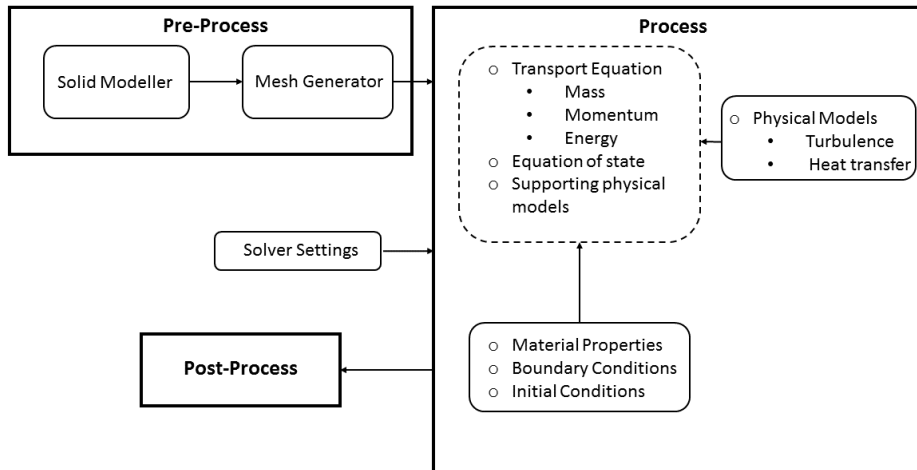 Pre-Process
Solid Modeller
Mesh Generator
Process
Transport Equation
Mass
Momentum
Energy
Equation of state
Supporting physical
models
Physical Models
Turbulence
Heat transfer
Solver Settings
Material Properties
Boundary Conditions
Initial Conditions
Post-Process